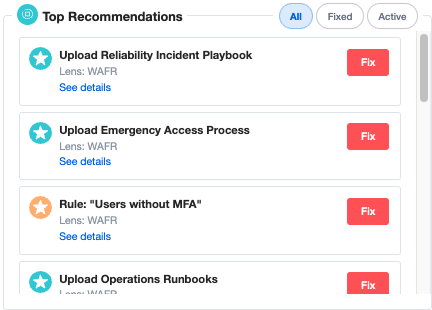 Top Recommendations
All
Fixed
Active
Upload Reliability Incident Playbook
Lens: WAFR
See details
Fix
Upload Emergency Access Process
Lens: WAFR
See details
Fix
Rule: "Users without MFA"
Lens: WAFR
See details
Fix
Upload Operations Runbooks
Lens: WAFR
Fix